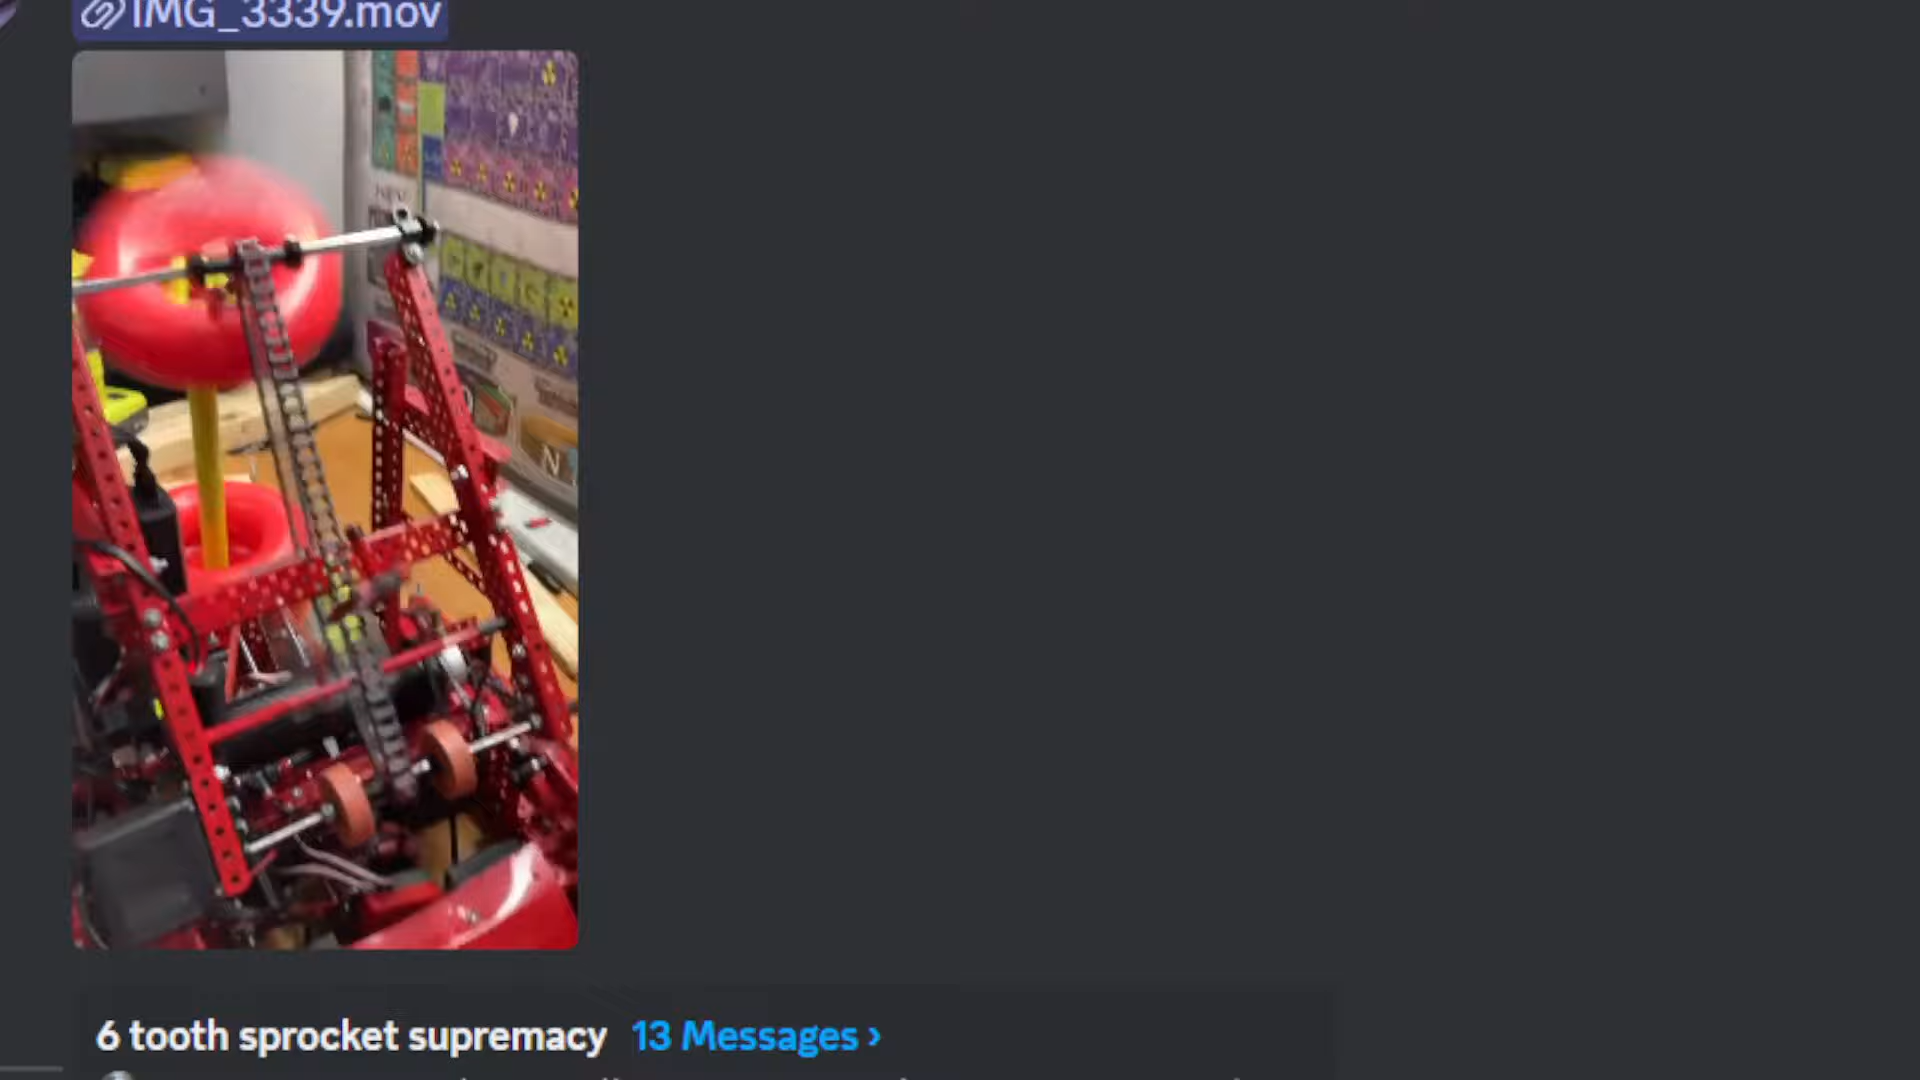 IMG_3339.mov
N
6 tooth sprocket supremacy 13 Messages ›